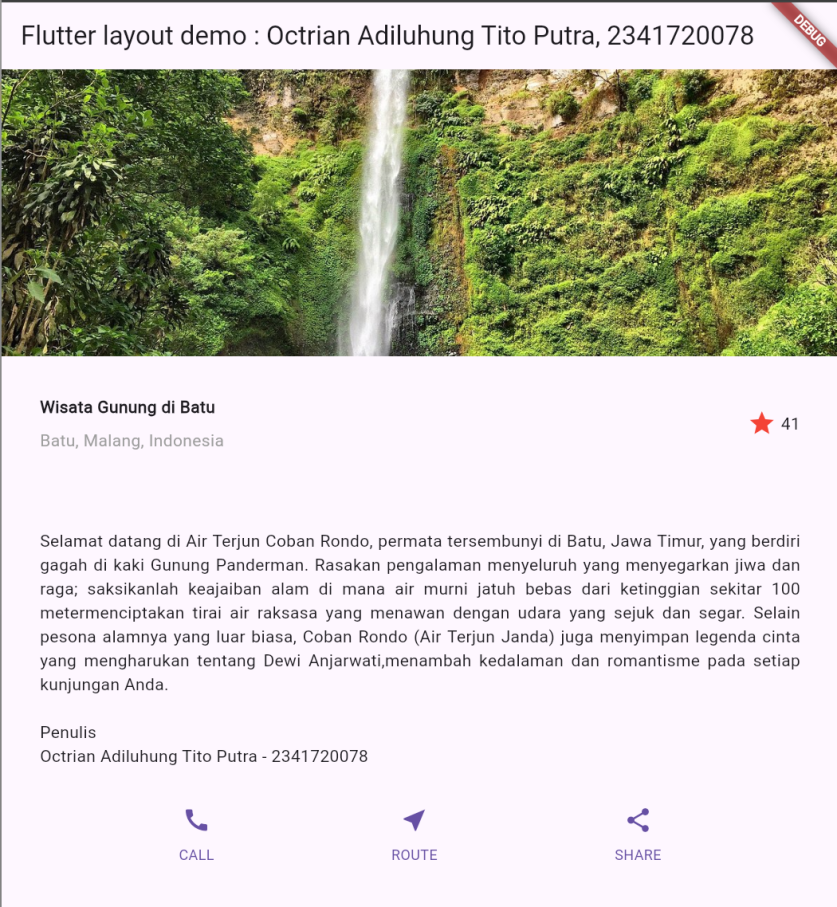 Flutter layout demo : Octrian Adiluhung Tito Putra, 2341720078
DEBUG
Wisata Gunung di Batu
Batu, Malang, Indonesia
41
Selamat datang di Air Terjun Coban Rondo, permata tersembunyi di Batu, Jawa Timur, yang berdiri
gagah di kaki Gunung Panderman. Rasakan pengalaman menyeluruh yang menyegarkan jiwa dan
raga; saksikanlah keajaiban alam di mana air murni jatuh bebas dari ketinggian sekitar 100
metermenciptakan tirai air raksasa yang menawan dengan udara yang sejuk dan segar. Selain
pesona alamnya yang luar biasa, Coban Rondo (Air Terjun Janda) juga menyimpan legenda cinta
yang mengharukan tentang Dewi Anjarwati,menambah kedalaman dan romantisme pada setiap
kunjungan Anda.
Penulis
Octrian Adiluhung Tito Putra - 2341720078
CALL
ROUTE
SHARE